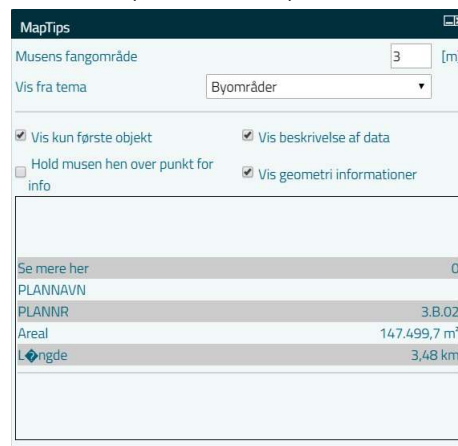 MapTips
Musens fangområde 3 [m]
Vis fra tema Byområder
Vis kun første objekt Vis beskrivelse af data
Hold musen hen over punkt for info Vis geometri informationer
Se mere her 0
PLANNAVN
PLANNR 3.B.02
Areal 147.499,7 m²
L�ngde 3,48 km